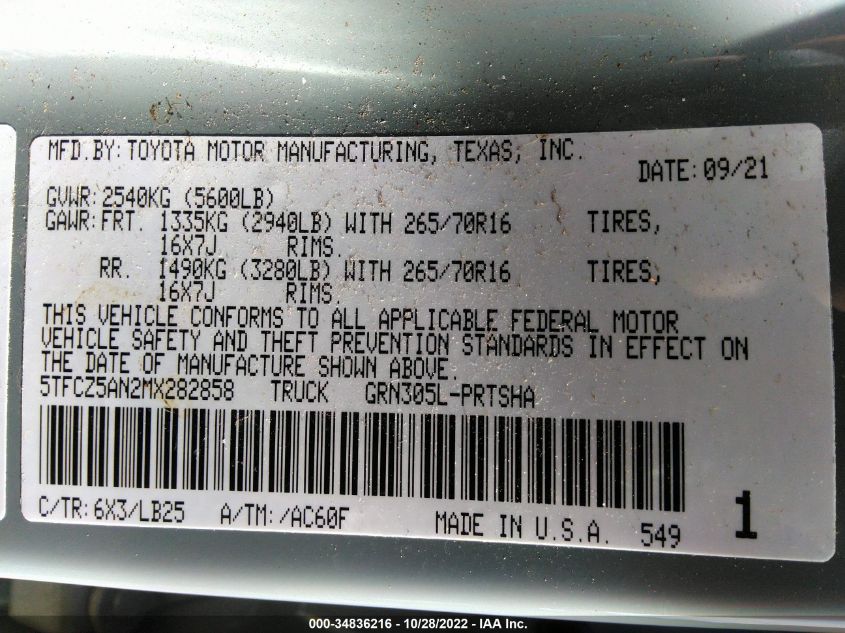 MFD.BY:TOYOTA MOTOR MANUFACTURING, TEXAS, INC.
DATE:09/21
GVWR:2540KG (5600LB)
GAWR:FRT. 1335KG (2940LB) WITH 265/70R16 TIRES,
16X7J RIMS.
RR. 1490KG (3280LB) WITH 265/70R16 TIRES,
16X7J RIMS.
THIS VEHICLE CONFORMS TO ALL APPLICABLE FEDERAL MOTOR
VEHICLE SAFETY AND THEFT PREVENTION STANDARDS IN EFFECT ON
THE DATE OF MANUFACTURE SHOWN ABOVE.
5TFCZ5AN2MX282858 TRUCK GRN305L-PRTSHA
C/TR:6X3/LB25 A/TM:/AC60F MADE IN U.S.A. 549 1
000-34836216 - 10/28/2022 - IAA Inc.